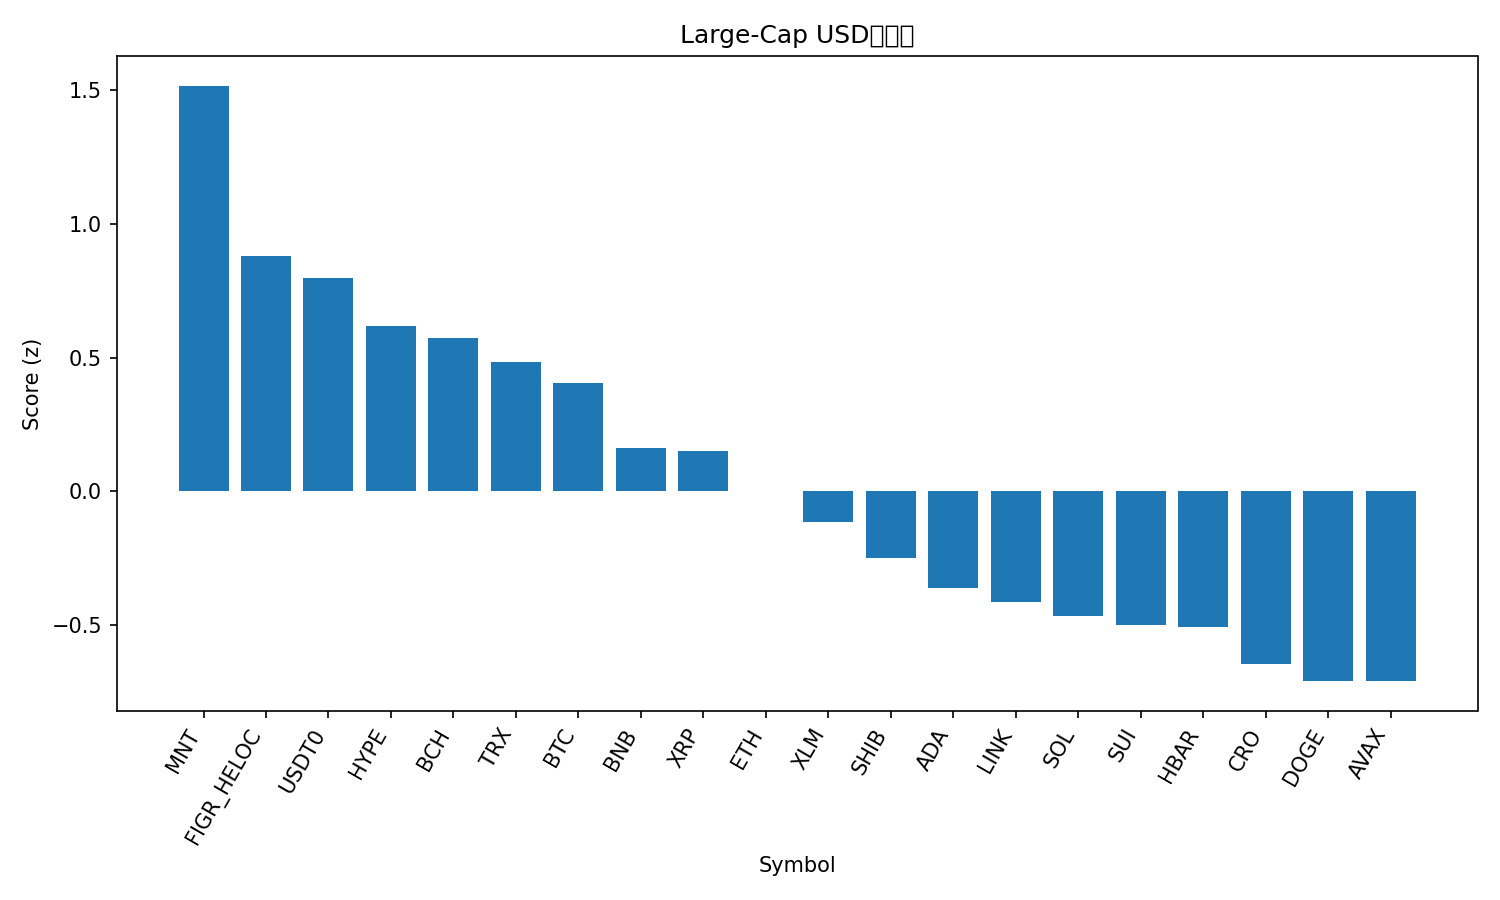 Large-Cap USD
Score (z)
1.5
1.0
0.5
0.0
−0.5
MNT
FIGR_HELOC
USDT0
HYPE
BCH
TRX
BTC
BNB
XRP
ETH
XLM
SHIB
ADA
LINK
SOL
SUI
HBAR
CRO
DOGE
AVAX
Symbol